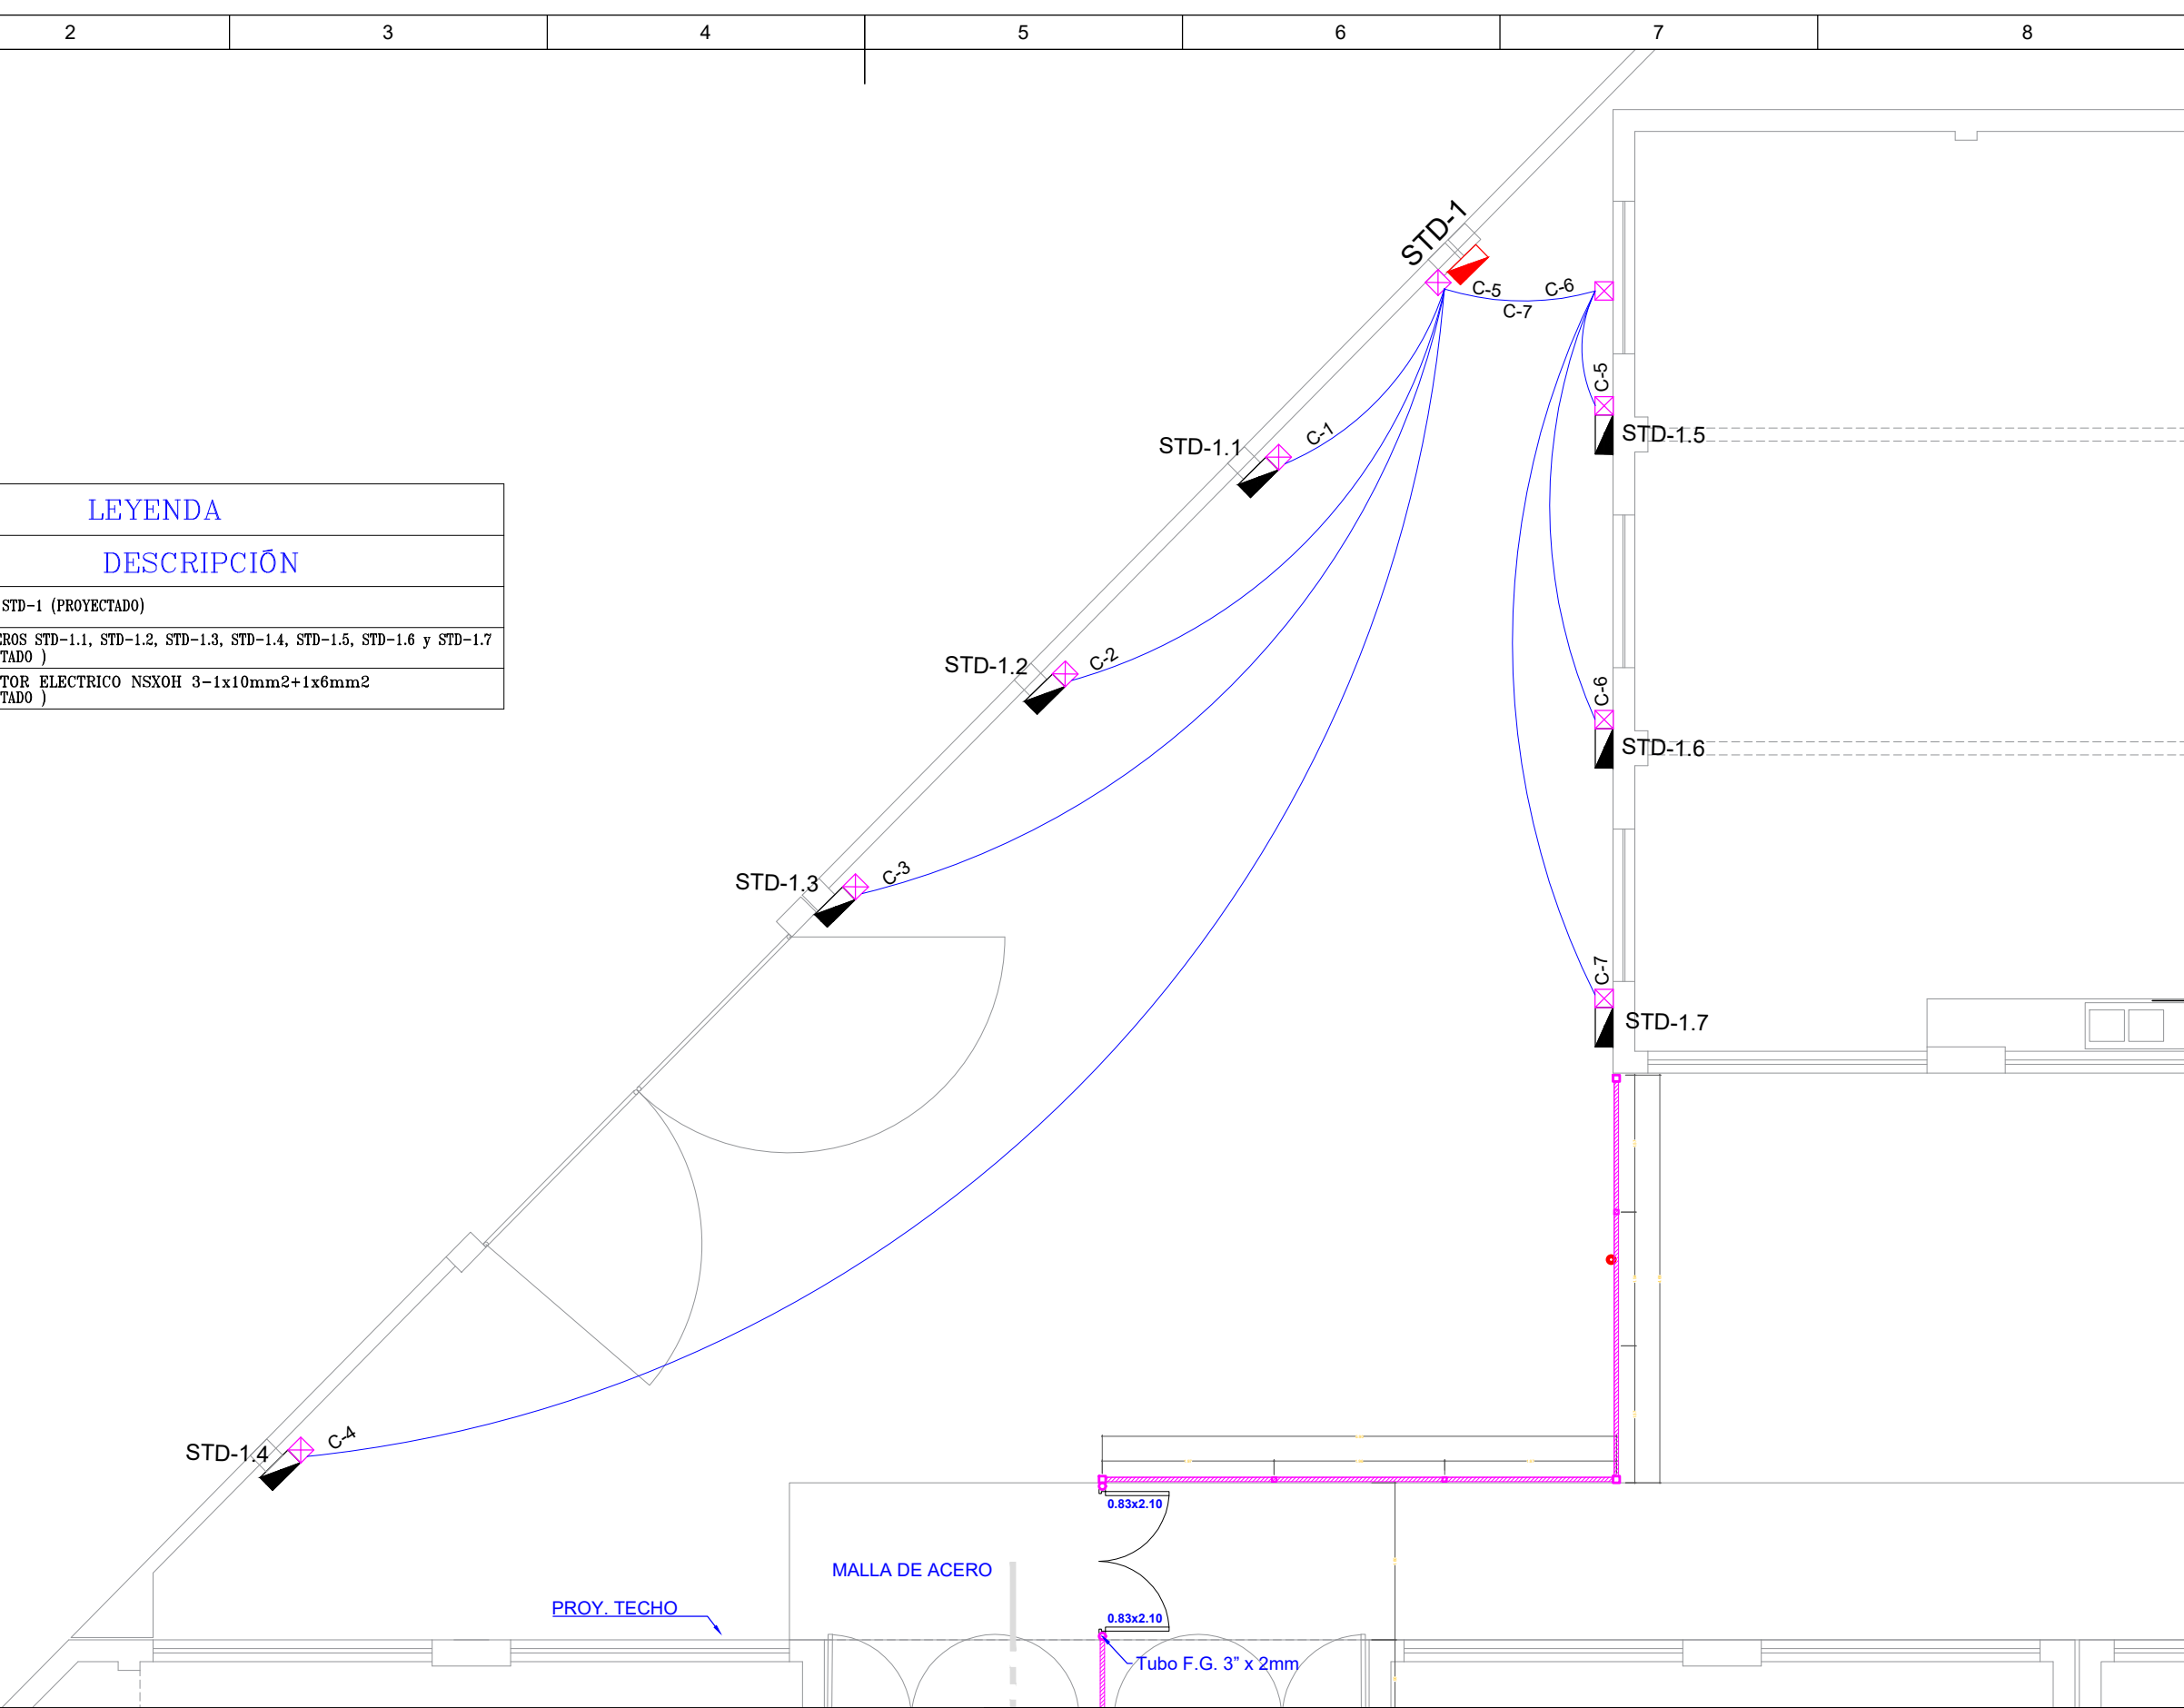 2 3 4 5 6 7 8
STD-1
C-5 C-6
C-7
C-5
STD-1.5
STD-1.1
C-1
LEYENDA
DESCRIPCIÓN
STD-1 (PROYECTADO)
EROS STD-1.1, STD-1.2, STD-1.3, STD-1.4, STD-1.5, STD-1.6 y STD-1.7
TADO )
TOR ELECTRICO NSXOH 3-1x10mm2+1x6mm2
TADO )
STD-1.2
C-2
C-6
STD-1.6
STD-1.3
C-3
C-7
STD-1.7
STD-1.4
C-4
0.83x2.10
MALLA DE ACERO
PROY. TECHO
0.83x2.10
Tubo F.G. 3" x 2mm